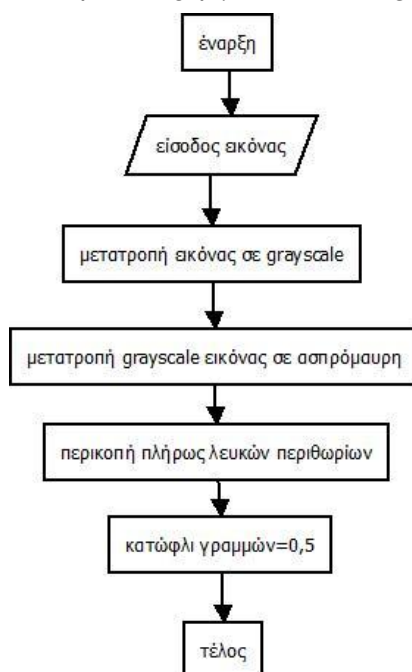 έναρξη
είσοδος εικόνας
μετατροπή εικόνας σε grayscale
μετατροπή grayscale εικόνας σε ασπρόμαυρη
περικοπή πλήρως λευκών περιθωρίων
κατώφλι γραμμών=0,5
τέλος